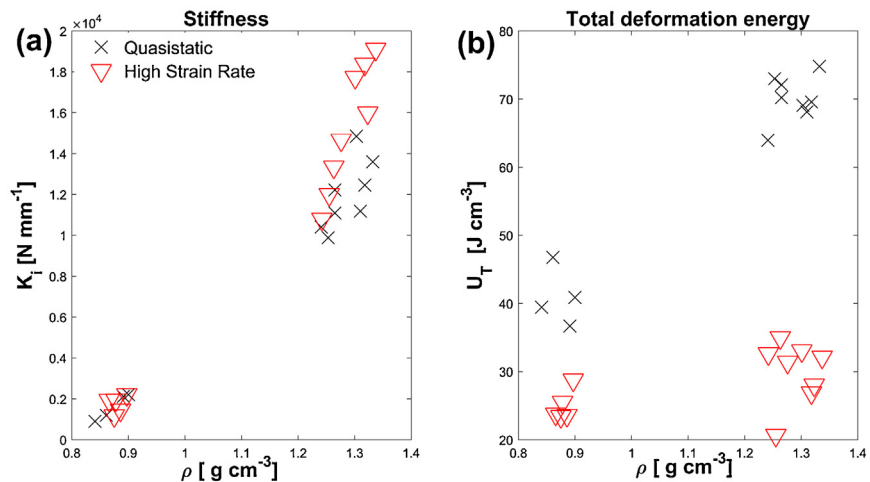 Stiffness
(a)
×10⁴
Quasistatic
High Strain Rate
2
1.8
1.6
1.4
1.2
1
0.8
0.6
0.4
0.2
0
Kᵢ [N mm⁻¹]
0.8 0.9 1 1.1 1.2 1.3 1.4
ρ [ g cm⁻³]
Total deformation energy
(b)
80
70
60
50
40
30
20
U_T [J cm⁻³]
0.8 0.9 1 1.1 1.2 1.3 1.4
ρ [ g cm⁻³]